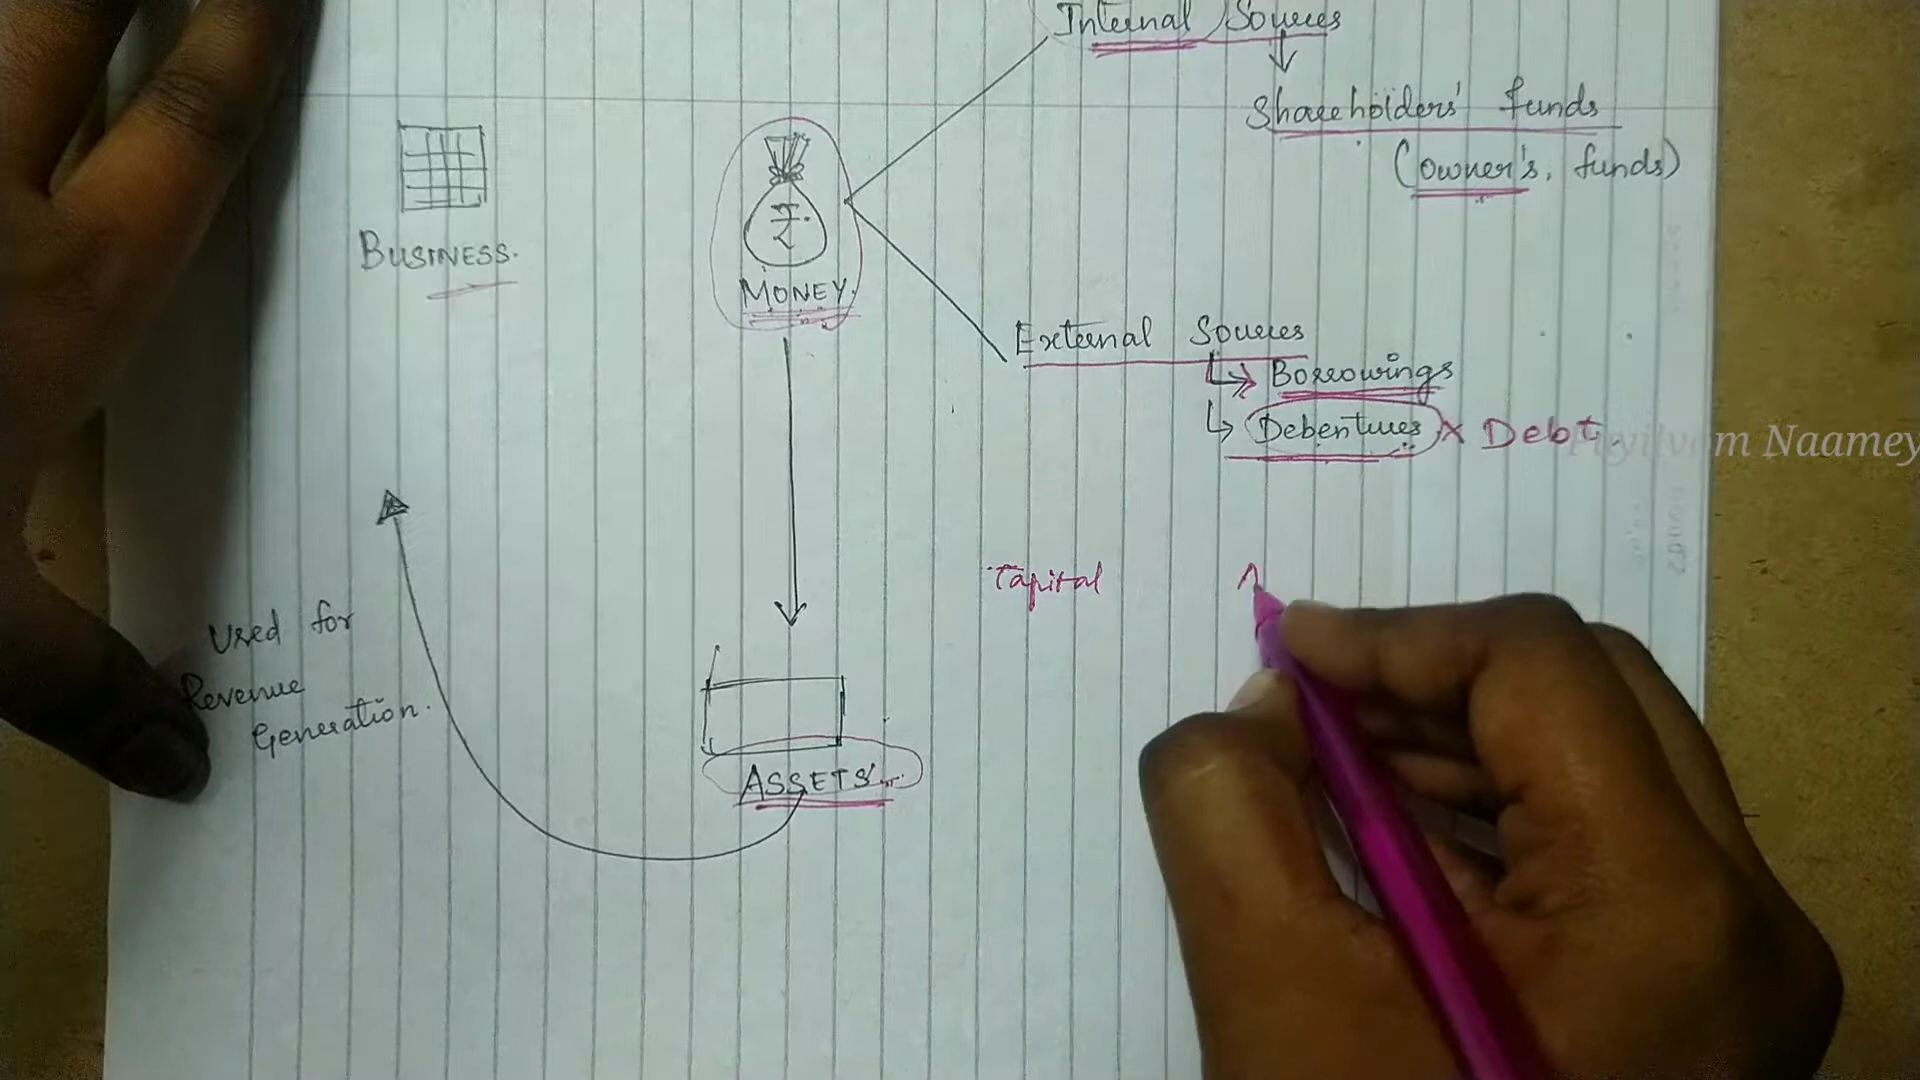 Internal Sources
Shareholders' funds
(owner's, funds)
BUSINESS.
₹.
MONEY.
External Sources
Borrowings
Debentures x Debt.
m Naamey
Capital
Used for
Revenue
Generation.
ASSETS